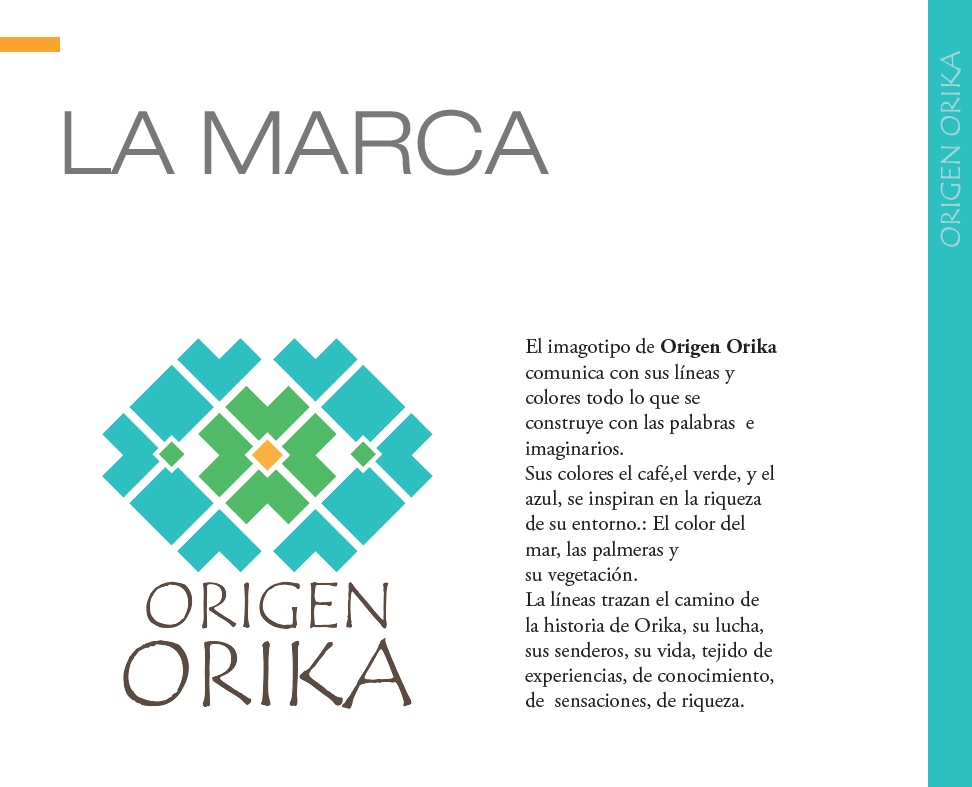 LA MARCA
ORIGEN ORIKA
El imagotipo de Origen Orika
comunica con sus líneas y
colores todo lo que se
construye con las palabras  e
imaginarios.
Sus colores el café,el verde, y el
azul, se inspiran en la riqueza
de su entorno.: El color del
mar, las palmeras y
su vegetación.
La líneas trazan el camino de
la historia de Orika, su lucha,
sus senderos, su vida, tejido de
experiencias, de conocimiento,
de  sensaciones, de riqueza.
ORIGEN
ORIKA